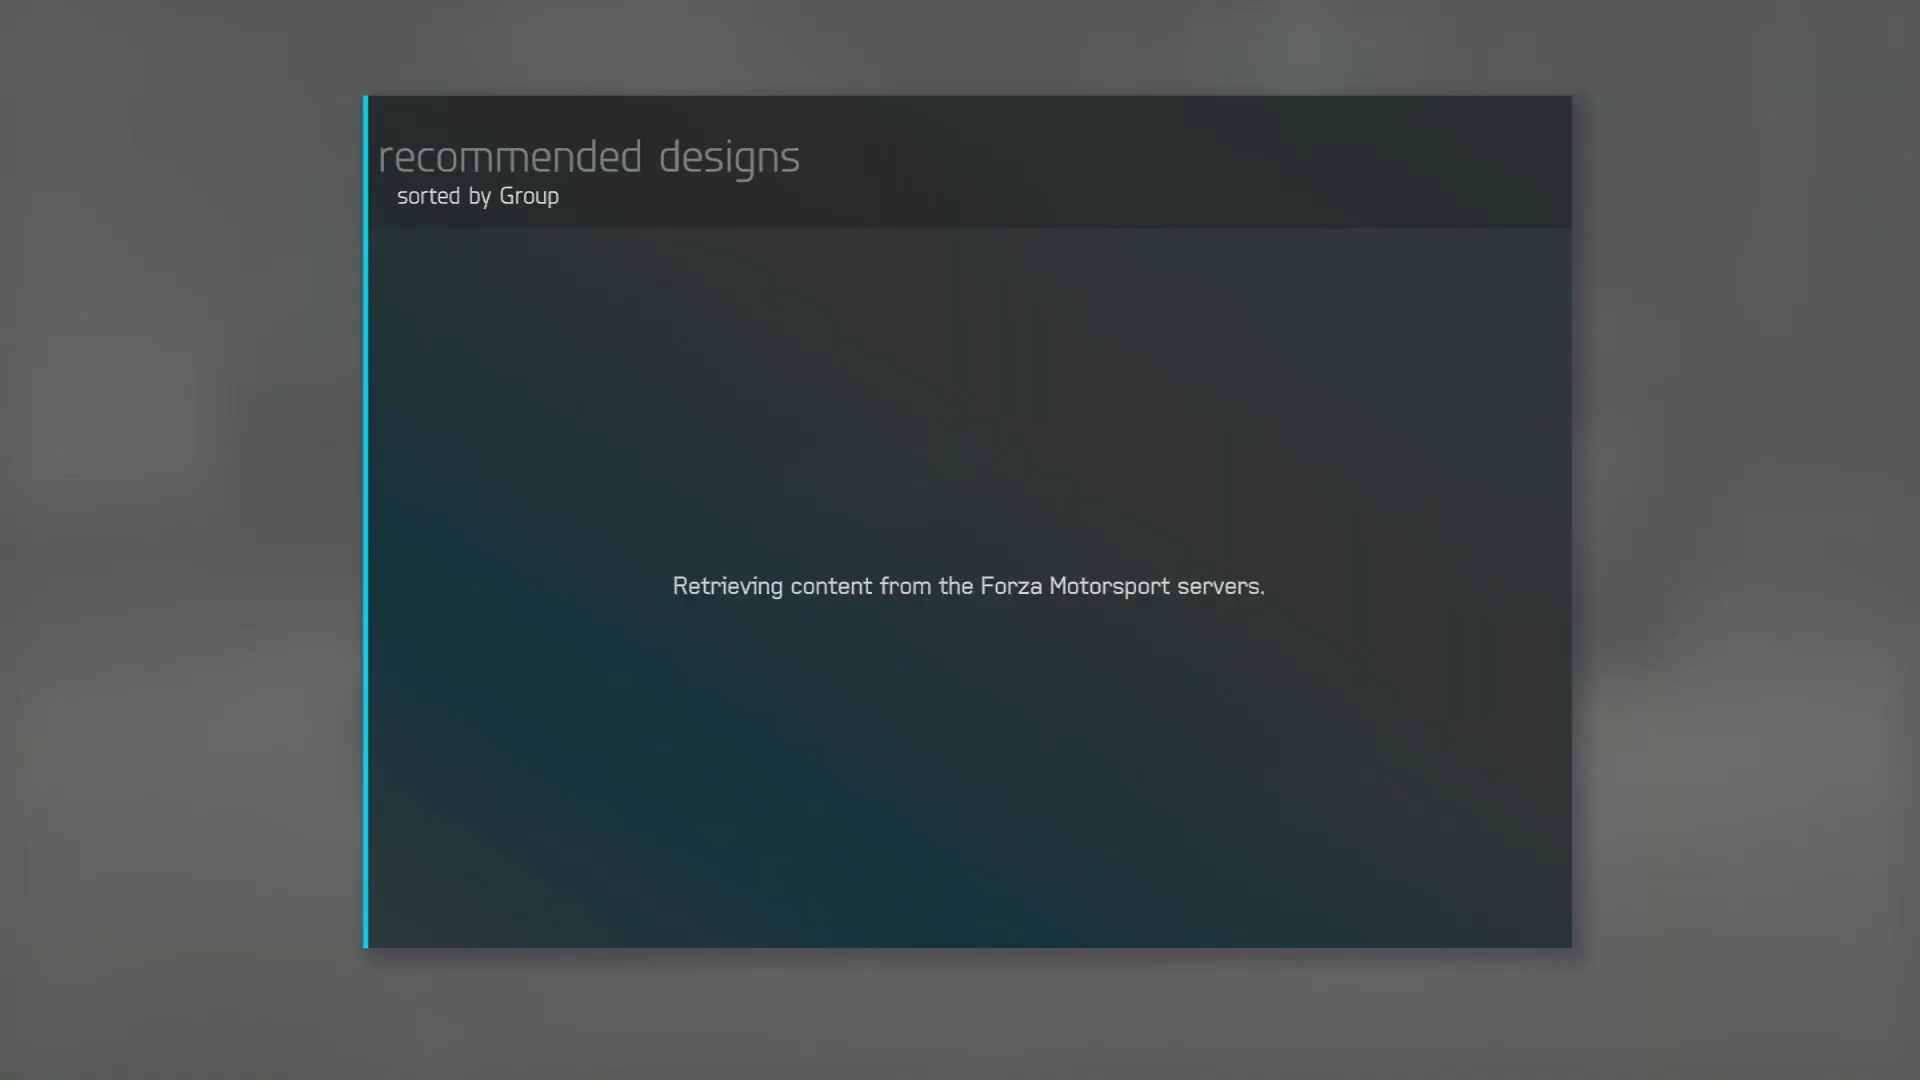 recommended designs
sorted by Group
Retrieving content from the Forza Motorsport servers.